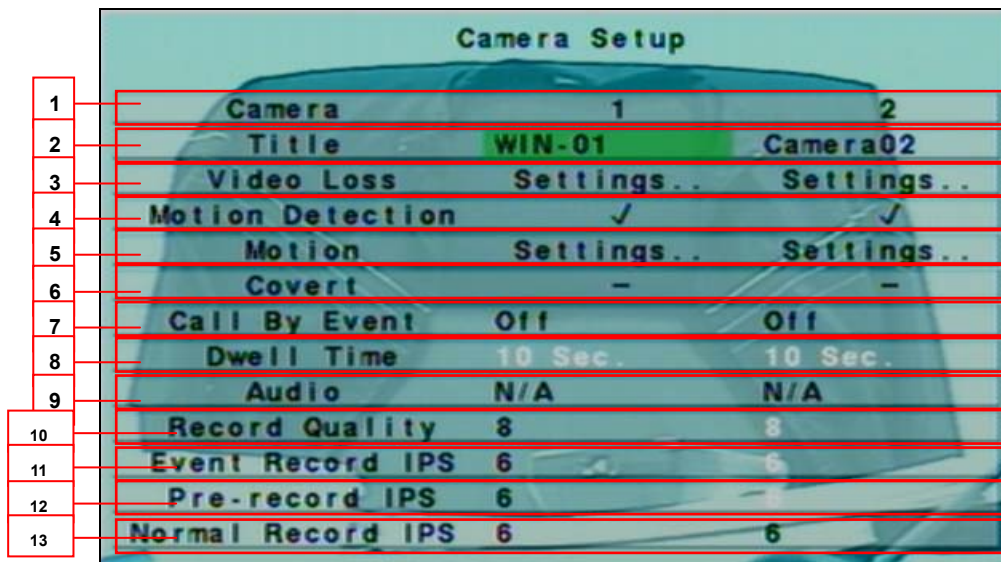 Camera Setup
1 Camera 1 2
2 Title WIN-01 Camera02
3 Video Loss Settings.. Settings..
4 Motion Detection ✓ ✓
5 Motion Settings.. Settings..
6 Covert – –
7 Call By Event Off Off
8 Dwell Time 10 Sec. 10 Sec.
9 Audio N/A N/A
10 Record Quality 8 8
11 Event Record IPS 6 6
12 Pre-record IPS 6
13 Normal Record IPS 6 6